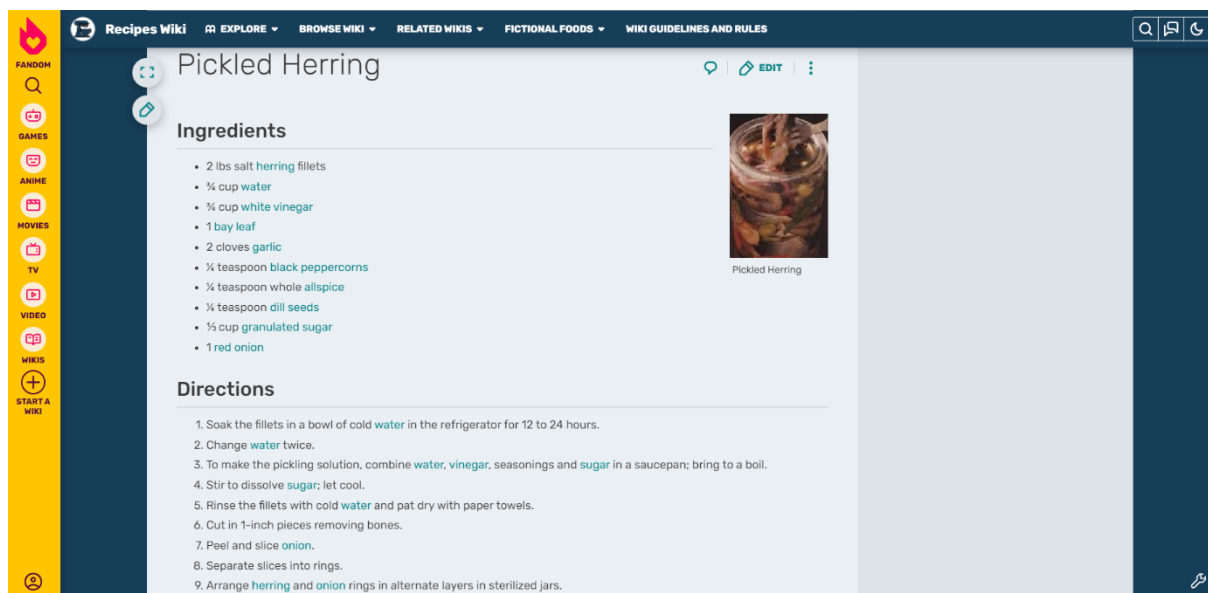 Recipes Wiki
EXPLORE
BROWSE WIKI
RELATED WIKIS
FICTIONAL FOODS
WIKI GUIDELINES AND RULES
FANDOM
GAMES
ANIME
MOVIES
TV
VIDEO
WIKIS
START A
WIKI
Pickled Herring
EDIT
Ingredients
• 2 lbs salt herring fillets
• ¾ cup water
• ¾ cup white vinegar
• 1 bay leaf
• 2 cloves garlic
• ¼ teaspoon black peppercorns
• ¼ teaspoon whole allspice
• ¼ teaspoon dill seeds
• ⅓ cup granulated sugar
• 1 red onion
Pickled Herring
Directions
1. Soak the fillets in a bowl of cold water in the refrigerator for 12 to 24 hours.
2. Change water twice.
3. To make the pickling solution, combine water, vinegar, seasonings and sugar in a saucepan; bring to a boil.
4. Stir to dissolve sugar; let cool.
5. Rinse the fillets with cold water and pat dry with paper towels.
6. Cut in 1-inch pieces removing bones.
7. Peel and slice onion.
8. Separate slices into rings.
9. Arrange herring and onion rings in alternate layers in sterilized jars.